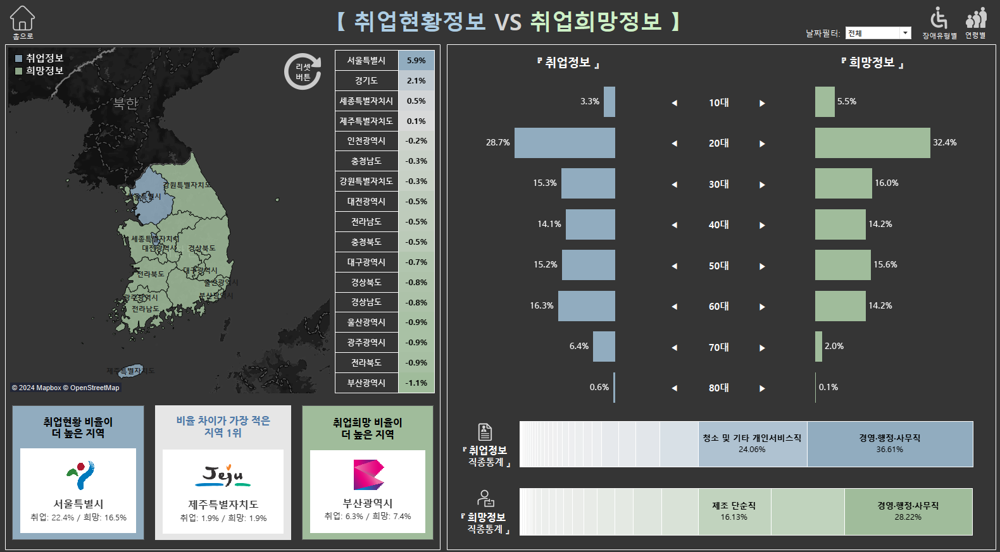 홈으로
【 취업현황정보 VS 취업희망정보 】
날짜필터: 전체
장애유형별
연령별
취업정보
희망정보
리셋
버튼
북한
강원특별자치도
서울특별시
세종특별자치시
대전광역시
경상북도
전라북도
대구광역시
울산광역시
광주광역시
부산광역시
전라남도
제주특별자치도
© 2024 Mapbox © OpenStreetMap
서울특별시 5.9%
경기도 2.1%
세종특별자치시 0.5%
제주특별자치도 0.1%
인천광역시 -0.2%
충청남도 -0.3%
강원특별자치도 -0.3%
대전광역시 -0.5%
전라남도 -0.5%
충청북도 -0.5%
대구광역시 -0.7%
경상북도 -0.8%
경상남도 -0.8%
울산광역시 -0.9%
광주광역시 -0.9%
전라북도 -0.9%
부산광역시 -1.1%
취업현황 비율이
더 높은 지역
서울특별시
취업: 22.4% / 희망: 16.5%
비율 차이가 가장 적은
지역 1위
Jeju
제주특별자치도
취업: 1.9% / 희망: 1.9%
취업희망 비율이
더 높은 지역
부산광역시
취업: 6.3% / 희망: 7.4%
『 취업정보 』
『 희망정보 』
3.3% ◀ 10대 ▶ 5.5%
28.7% ◀ 20대 ▶ 32.4%
15.3% ◀ 30대 ▶ 16.0%
14.1% ◀ 40대 ▶ 14.2%
15.2% ◀ 50대 ▶ 15.6%
16.3% ◀ 60대 ▶ 14.2%
6.4% ◀ 70대 ▶ 2.0%
0.6% ◀ 80대 ▶ 0.1%
『 취업정보
직종통계 』
청소 및 기타 개인서비스직
24.06%
경영·행정·사무직
36.61%
『 희망정보
직종통계 』
제조 단순직
16.13%
경영·행정·사무직
28.22%